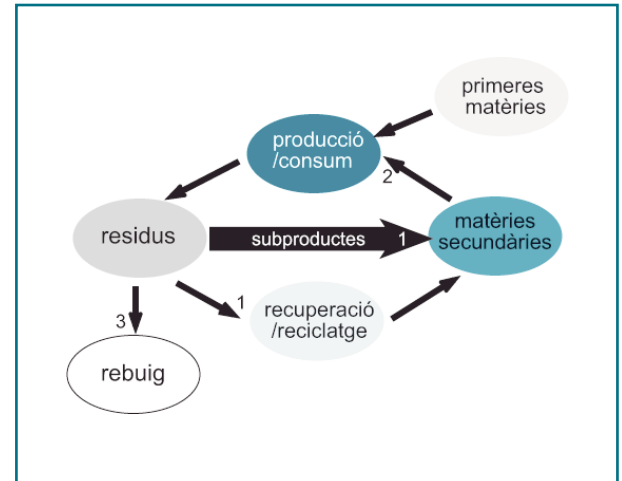 primeres
matèries
producció
/consum
2
residus
subproductes 1
matèries
secundàries
1
recuperació
/reciclatge
3
rebuig